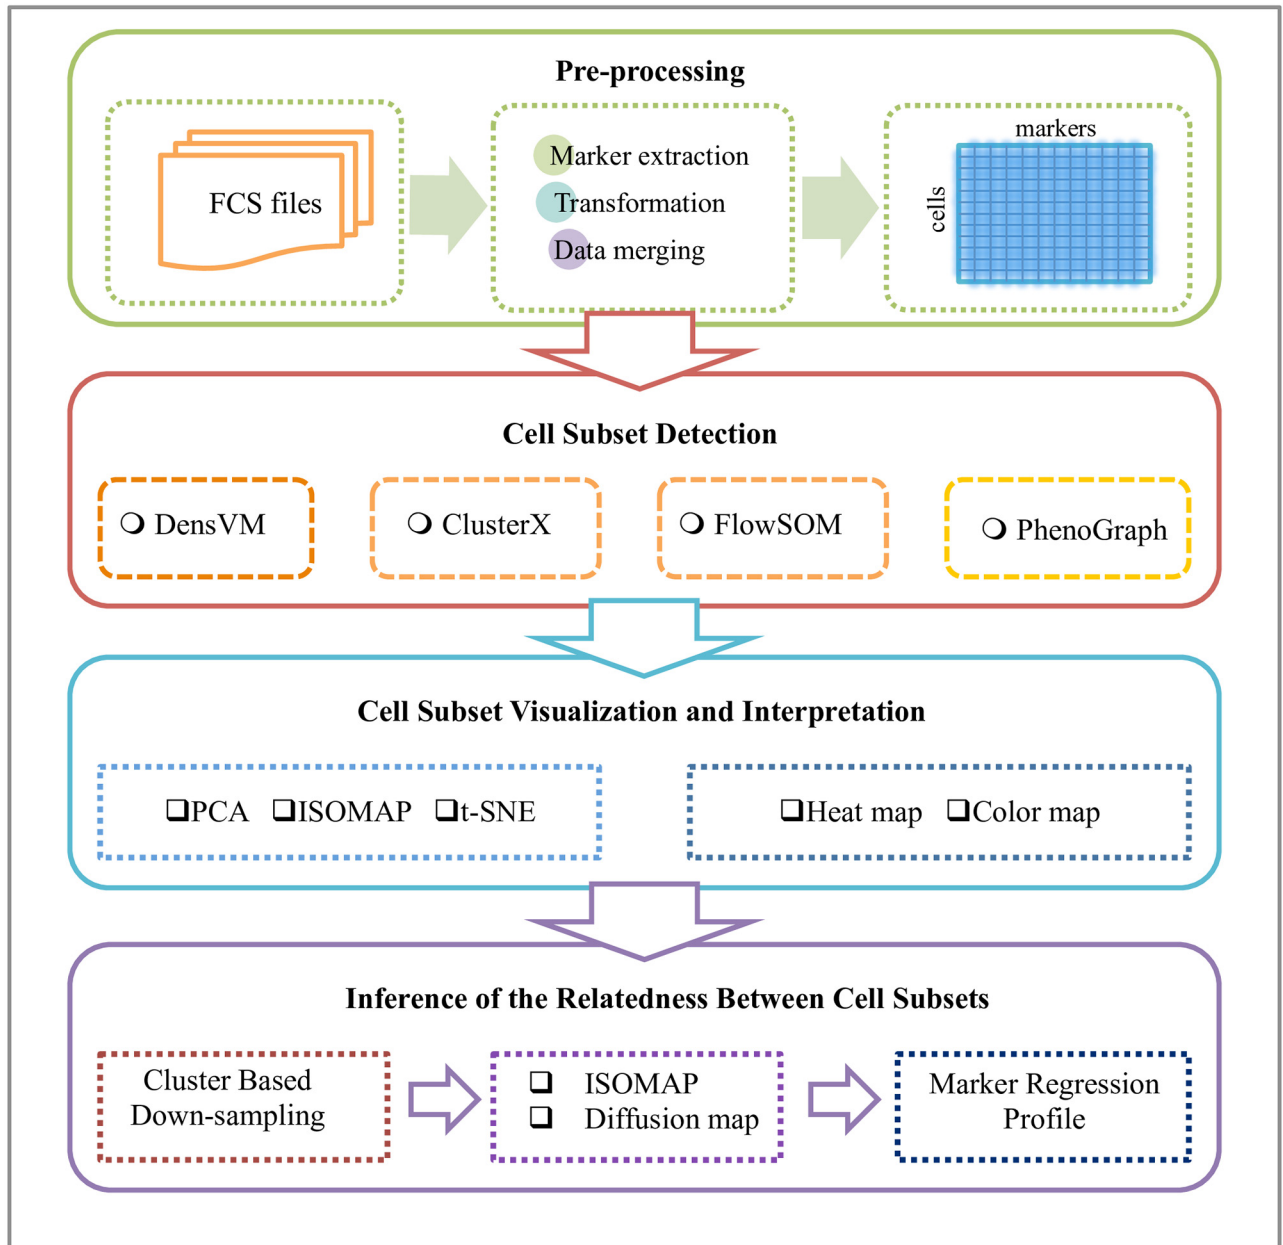 Pre-processing
FCS files
Marker extraction
Transformation
Data merging
markers
cells
Cell Subset Detection
DensVM
ClusterX
FlowSOM
PhenoGraph
Cell Subset Visualization and Interpretation
PCA ISOMAP t-SNE
Heat map Color map
Inference of the Relatedness Between Cell Subsets
Cluster Based
Down-sampling
ISOMAP
Diffusion map
Marker Regression
Profile